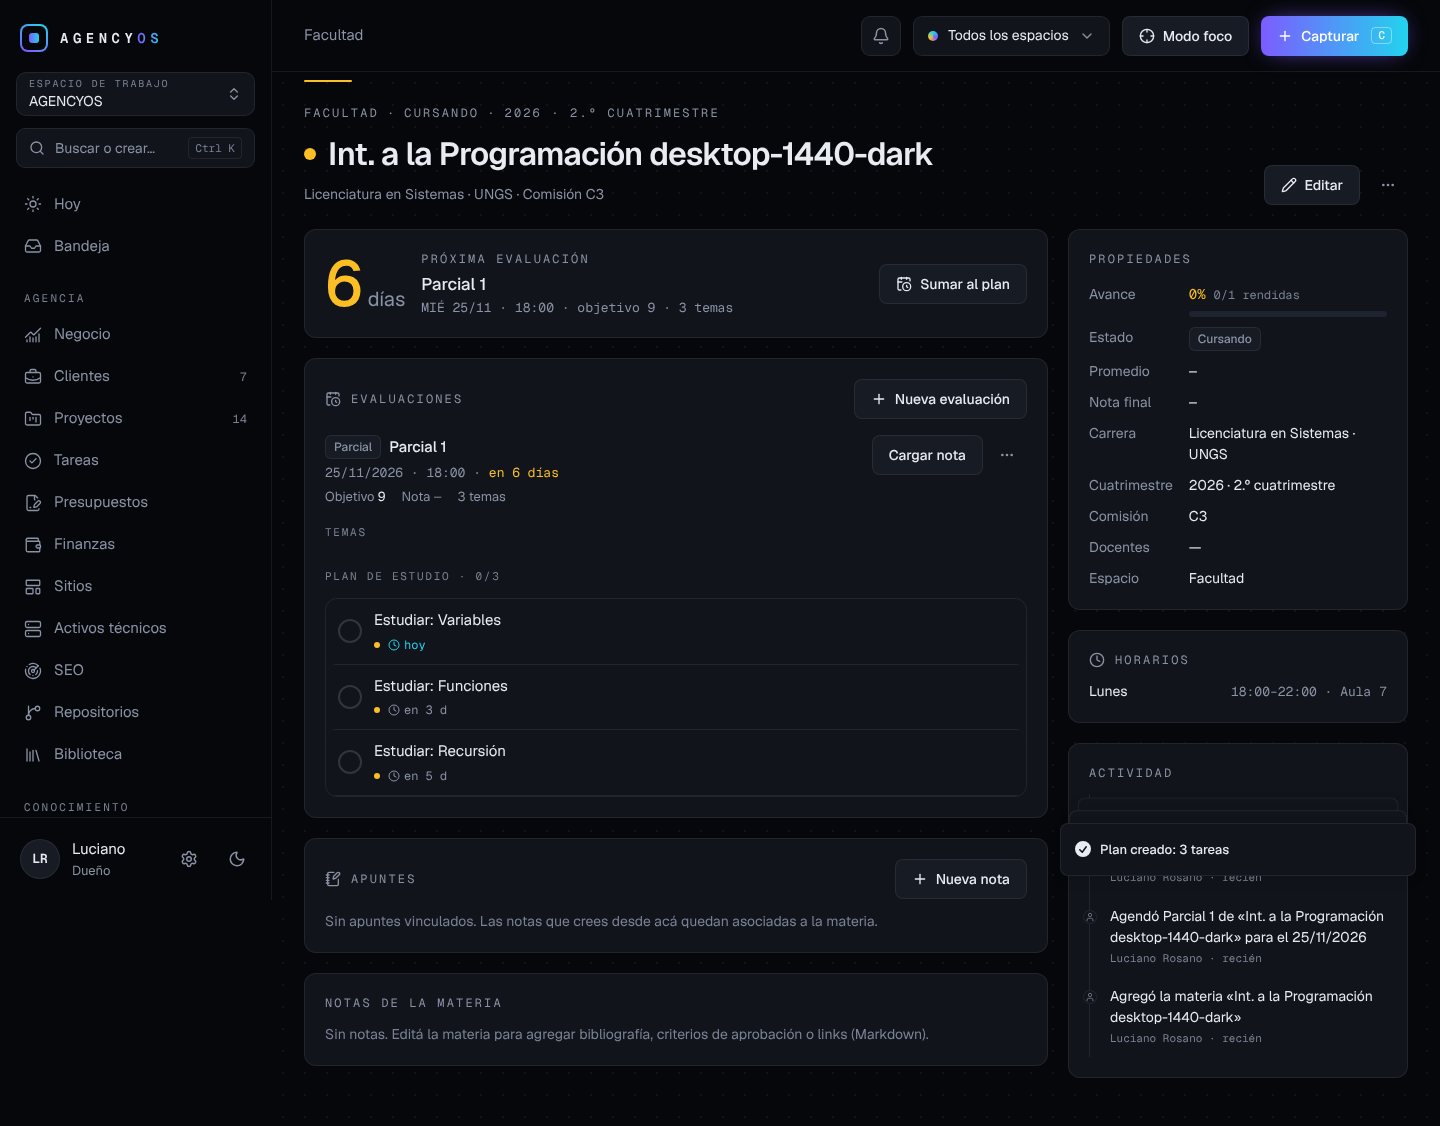 AGENCYOS
ESPACIO DE TRABAJO
AGENCYOS
Buscar o crear...
Ctrl K
Hoy
Bandeja
AGENCIA
Negocio
Clientes 7
Proyectos 14
Tareas
Presupuestos
Finanzas
Sitios
Activos técnicos
SEO
Repositorios
Biblioteca
CONOCIMIENTO
LR
Luciano
Dueño
Facultad
Todos los espacios
Modo foco
Capturar C
FACULTAD · CURSANDO · 2026 · 2.º CUATRIMESTRE
Int. a la Programación desktop-1440-dark
Licenciatura en Sistemas · UNGS · Comisión C3
Editar
6 días
PRÓXIMA EVALUACIÓN
Parcial 1
MIÉ 25/11 · 18:00 · objetivo 9 · 3 temas
Sumar al plan
EVALUACIONES
Nueva evaluación
Parcial Parcial 1
25/11/2026 · 18:00 · en 6 días
Objetivo 9 Nota – 3 temas
Cargar nota
TEMAS
PLAN DE ESTUDIO · 0/3
Estudiar: Variables
hoy
Estudiar: Funciones
en 3 d
Estudiar: Recursión
en 5 d
APUNTES
Nueva nota
Sin apuntes vinculados. Las notas que crees desde acá quedan asociadas a la materia.
NOTAS DE LA MATERIA
Sin notas. Editá la materia para agregar bibliografía, criterios de aprobación o links (Markdown).
PROPIEDADES
Avance 0% 0/1 rendidas
Estado Cursando
Promedio –
Nota final –
Carrera Licenciatura en Sistemas ·
UNGS
Cuatrimestre 2026 · 2.º cuatrimestre
Comisión C3
Docentes —
Espacio Facultad
HORARIOS
Lunes 18:00–22:00 · Aula 7
ACTIVIDAD
Plan creado: 3 tareas
Luciano Rosano · recién
Agendó Parcial 1 de «Int. a la Programación
desktop-1440-dark» para el 25/11/2026
Luciano Rosano · recién
Agregó la materia «Int. a la Programación
desktop-1440-dark»
Luciano Rosano · recién